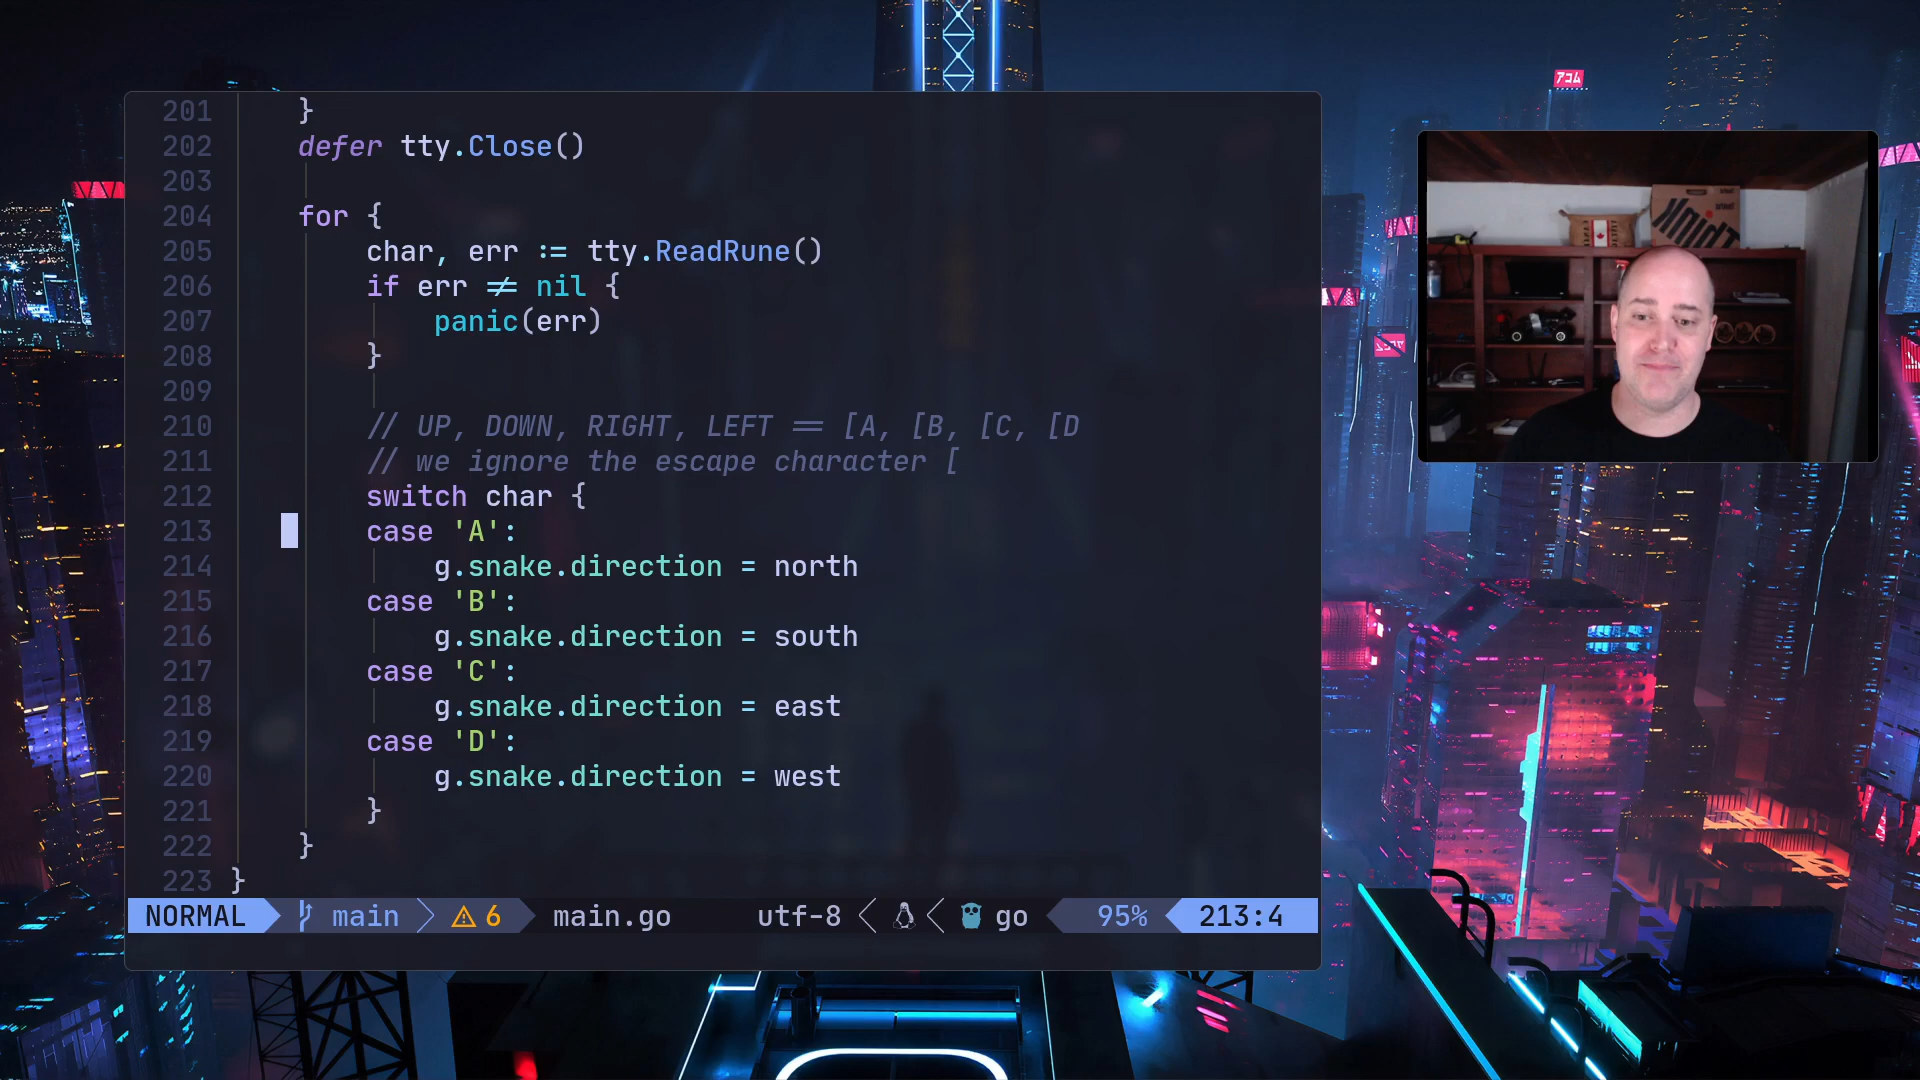 201 }
202 defer tty.Close()
203
204 for {
205 char, err := tty.ReadRune()
206 if err != nil {
207 panic(err)
208 }
209
210 // UP, DOWN, RIGHT, LEFT == [A, [B, [C, [D
211 // we ignore the escape character [
212 switch char {
213 case 'A':
214 g.snake.direction = north
215 case 'B':
216 g.snake.direction = south
217 case 'C':
218 g.snake.direction = east
219 case 'D':
220 g.snake.direction = west
221 }
222 }
223 }
NORMAL main 6 main.go utf-8 go 95% 213:4
アコム